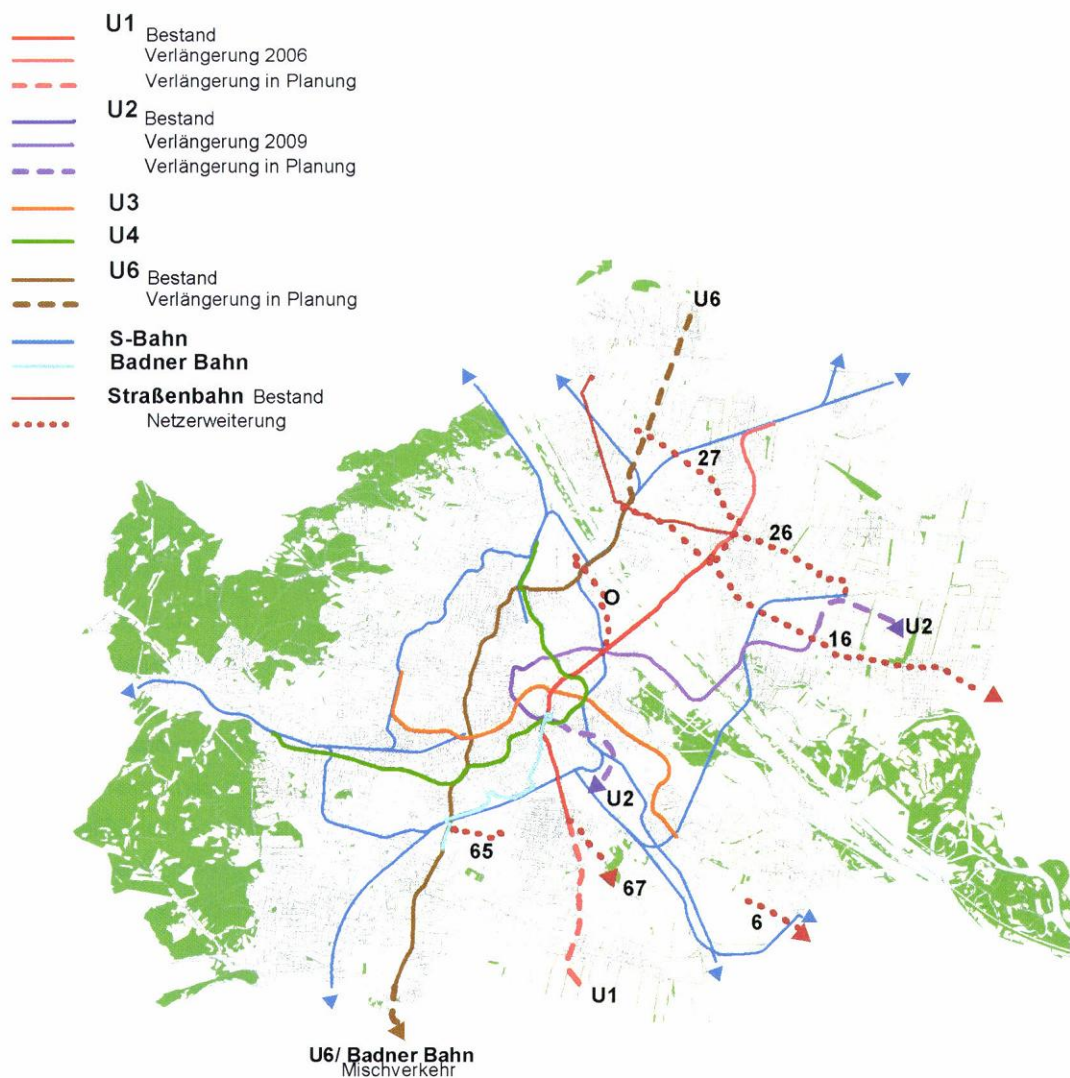 U1 Bestand
Verlängerung 2006
Verlängerung in Planung
U2 Bestand
Verlängerung 2009
Verlängerung in Planung
U3
U4
U6 Bestand
Verlängerung in Planung
S-Bahn
Badner Bahn
Straßenbahn Bestand
Netzerweiterung
U6
27
26
O
16
U2
U2
65
67
6
U1
U6/ Badner Bahn
Mischverkehr